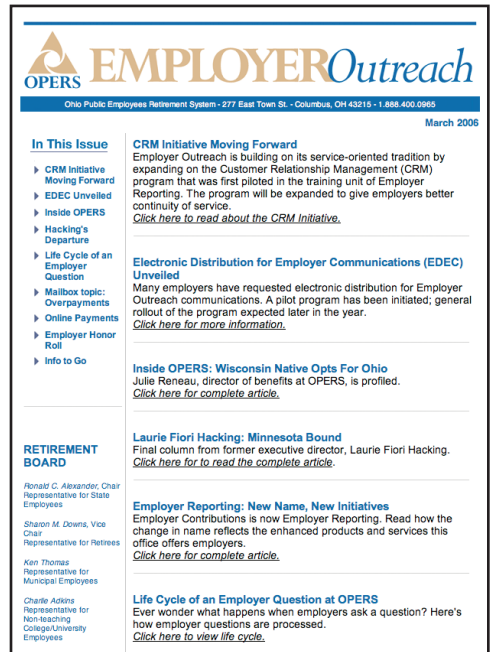 OPERS
EMPLOYER Outreach
Ohio Public Employees Retirement System - 277 East Town St. - Columbus, OH 43215 - 1.888.400.0965
March 2006
In This Issue
CRM Initiative
Moving Forward
EDEC Unveiled
Inside OPERS
Hacking's
Departure
Life Cycle of an
Employer
Question
Mailbox topic:
Overpayments
Online Payments
Employer Honor
Roll
Info to Go
RETIREMENT
BOARD
Ronald C. Alexander, Chair
Representative for State
Employees
Sharon M. Downs, Vice
Chair
Representative for Retirees
Ken Thomas
Representative for
Municipal Employees
Charlie Adkins
Representative for
Non-teaching
College/University
Employees
CRM Initiative Moving Forward
Employer Outreach is building on its service-oriented tradition by
expanding on the Customer Relationship Management (CRM)
program that was first piloted in the training unit of Employer
Reporting. The program will be expanded to give employers better
continuity of service.
Click here to read about the CRM Initiative.
Electronic Distribution for Employer Communications (EDEC)
Unveiled
Many employers have requested electronic distribution for Employer
Outreach communications. A pilot program has been initiated; general
rollout of the program expected later in the year.
Click here for more information.
Inside OPERS: Wisconsin Native Opts For Ohio
Julie Reneau, director of benefits at OPERS, is profiled.
Click here for complete article.
Laurie Fiori Hacking: Minnesota Bound
Final column from former executive director, Laurie Fiori Hacking.
Click here for to read the complete article.
Employer Reporting: New Name, New Initiatives
Employer Contributions is now Employer Reporting. Read how the
change in name reflects the enhanced products and services this
office offers employers.
Click here for complete article.
Life Cycle of an Employer Question at OPERS
Ever wonder what happens when employers ask a question? Here's
how employer questions are processed.
Click here to view life cycle.